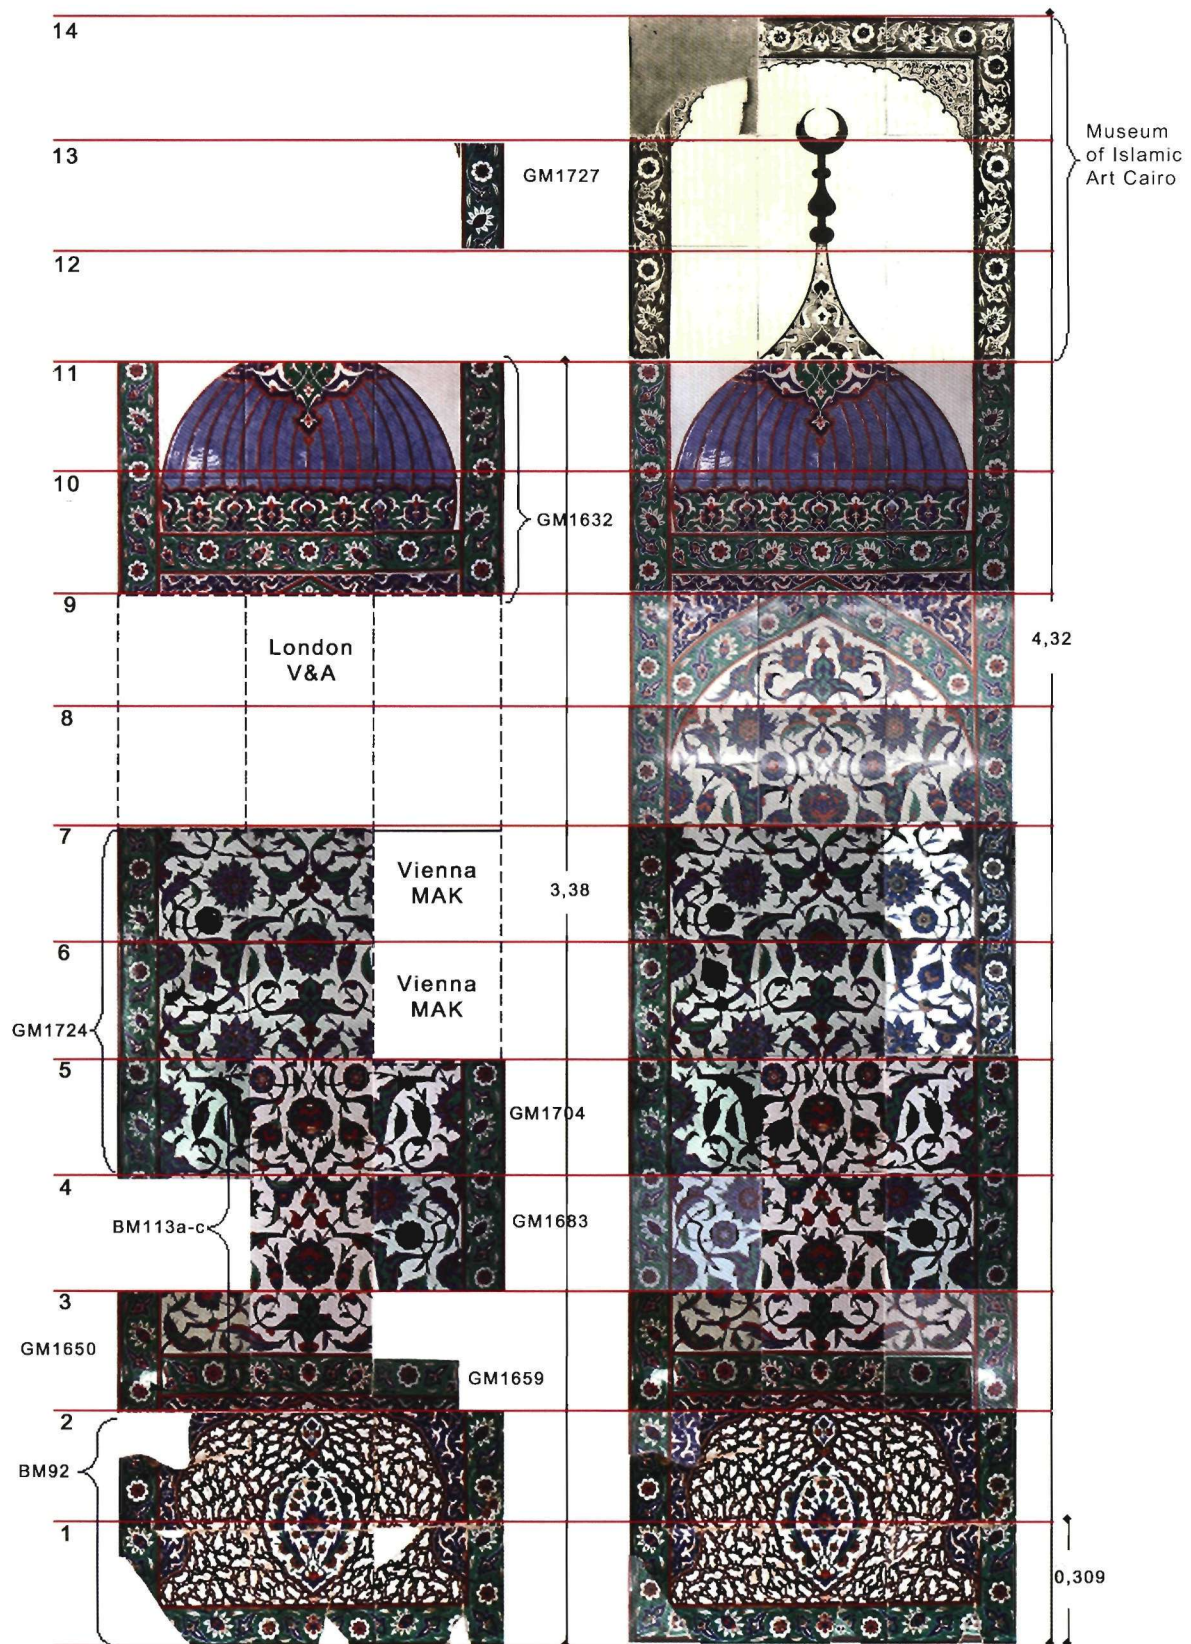 14
13
GM1727
Museum
of Islamic
Art Cairo
12
11
10
GM1632
9
London
V&A
4,32
8
7
Vienna
MAK
3,38
6
Vienna
MAK
GM1724
5
GM1704
4
BM113a-c
GM1683
3
GM1650
GM1659
2
BM92
1
0,309